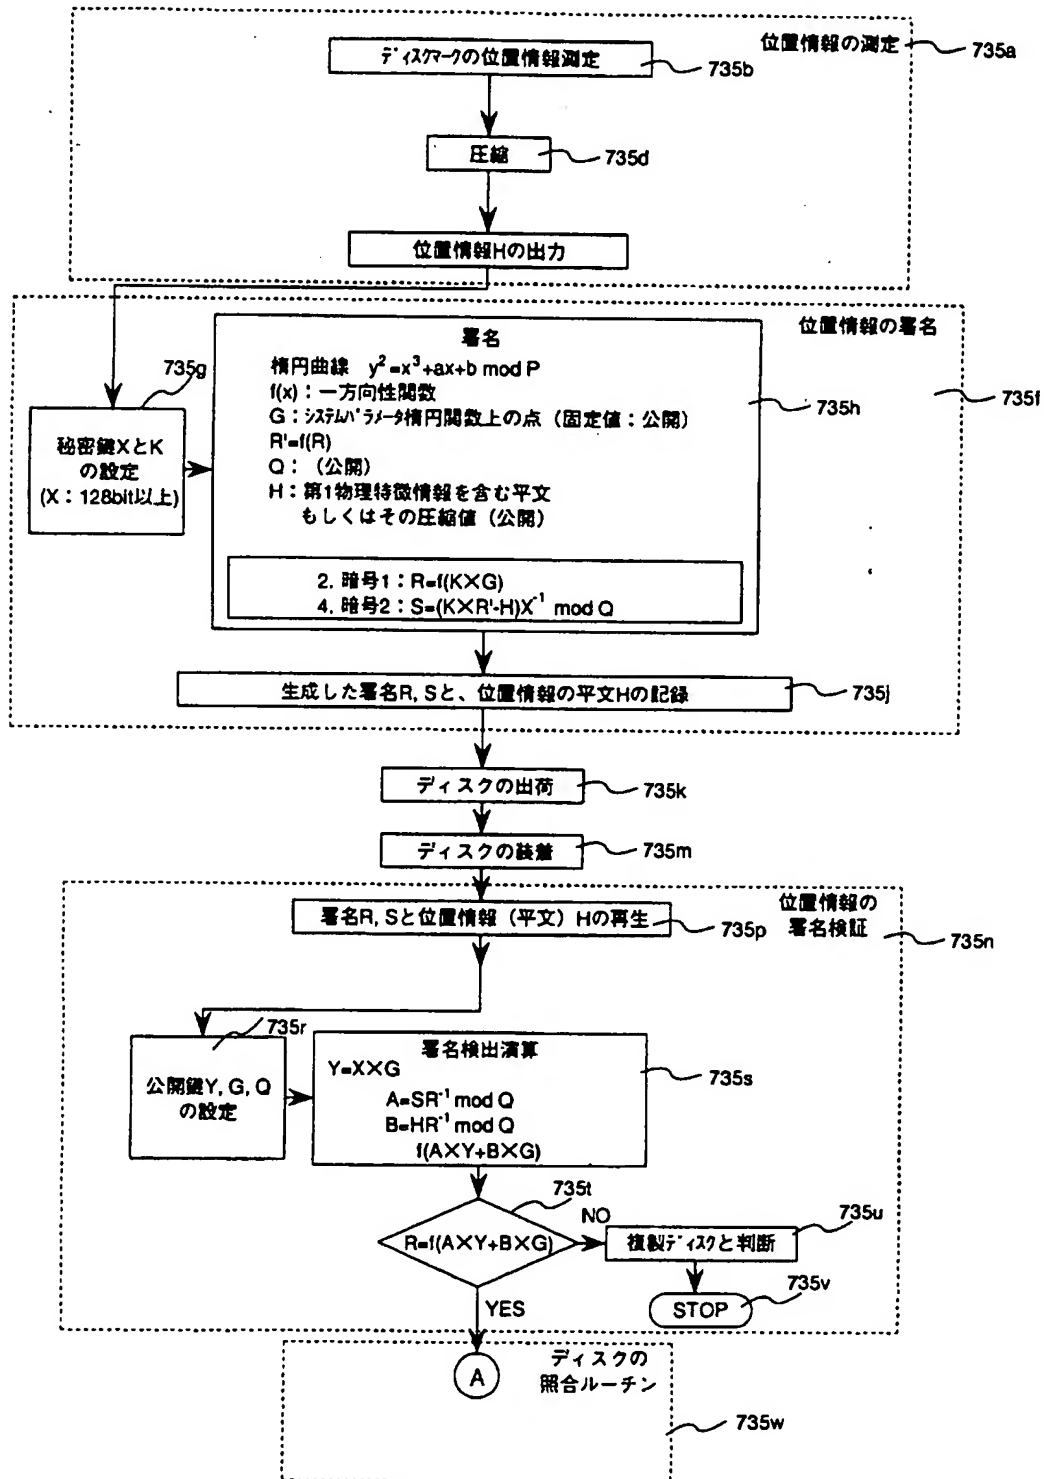 位置情報の測定
735a
ディスクマークの位置情報測定
735b
圧縮
735d
位置情報Hの出力
位置情報の署名
735f
735g
秘密鍵XとK
の設定
(X：128bit以上)
署名
楕円曲線 y²=x³+ax+b mod P
f(x)：一方向性関数
G：システムパラメータ楕円関数上の点（固定値：公開）
R'=f(R)
Q：（公開）
H：第1物理特徴情報を含む平文
もしくはその圧縮値（公開）
735h
2. 暗号1：R=f(K×G)
4. 暗号2：S=(K×R'-H)X⁻¹ mod Q
生成した署名R, Sと、位置情報の平文Hの記録
735j
ディスクの出荷
735k
ディスクの装着
735m
位置情報の
署名検証
735n
署名R, Sと位置情報（平文）Hの再生
735p
735r
公開鍵Y, G, Q
の設定
署名検出演算
Y=X×G
A=SR⁻¹ mod Q
B=HR⁻¹ mod Q
f(A×Y+B×G)
735s
735t
R=f(A×Y+B×G)
NO
複製ディスクと判断
735u
STOP
735v
YES
A
ディスクの
照合ルーチン
735w